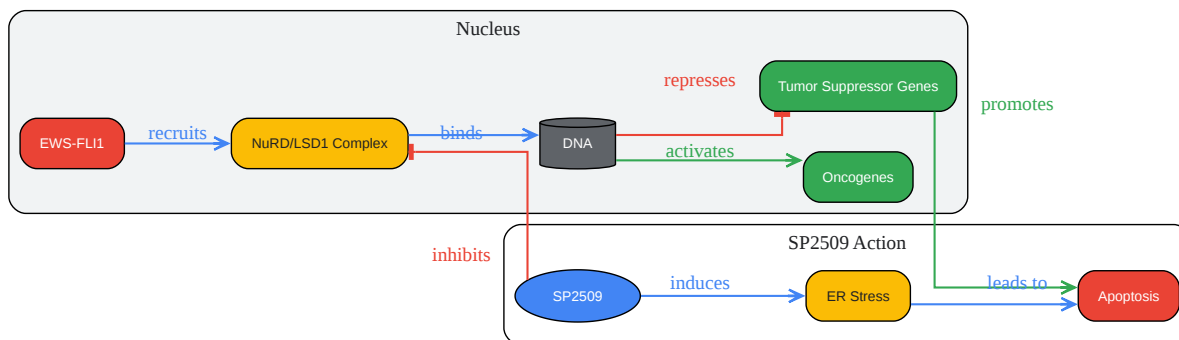 Nucleus
represses
Tumor Suppressor Genes
promotes
EWS-FLI1
recruits
NuRD/LSD1 Complex
binds
DNA
activates
Oncogenes
SP2509 Action
inhibits
SP2509
induces
ER Stress
leads to
Apoptosis